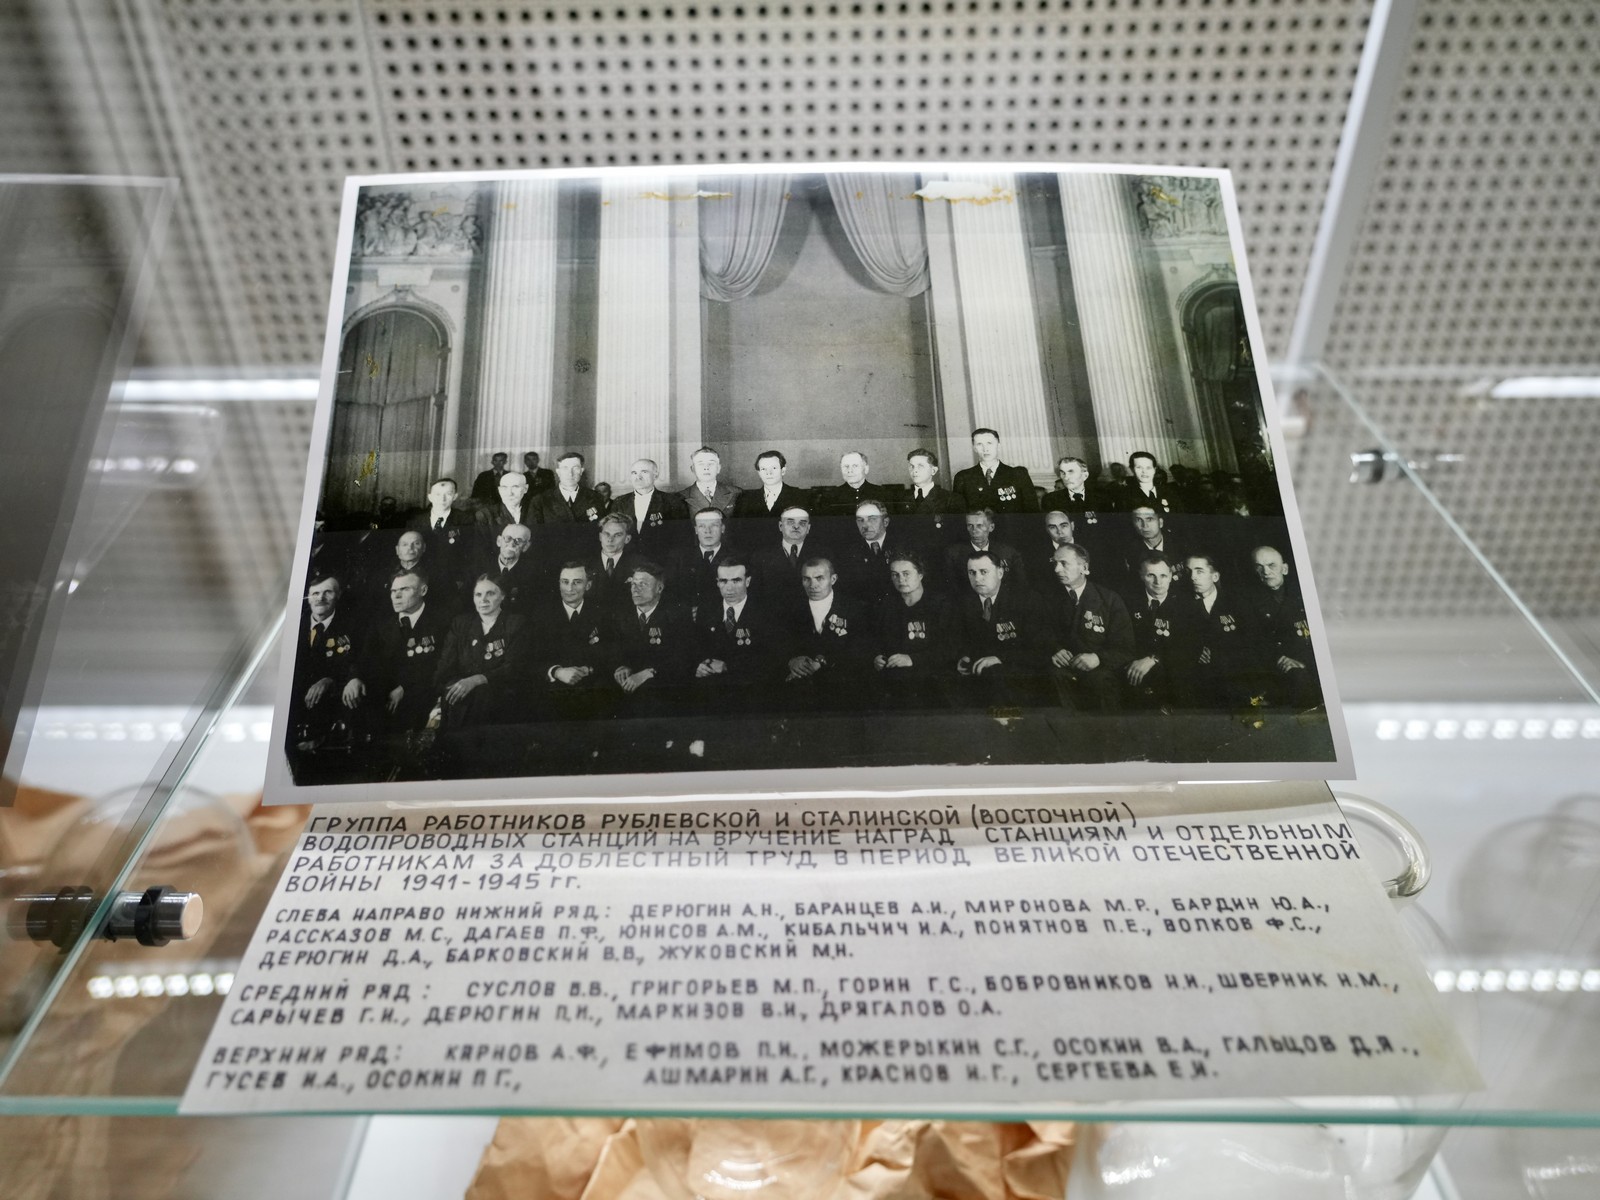 ГРУППА РАБОТНИКОВ РУБЛЕВСКОЙ И СТАЛИНСКОЙ (ВОСТОЧНОЙ)
ВОДОПРОВОДНЫХ СТАНЦИЙ НА ВРУЧЕНИЕ НАГРАД СТАНЦИЯМ И ОТДЕЛЬНЫМ
РАБОТНИКАМ ЗА ДОБЛЕСТНЫЙ ТРУД В ПЕРИОД ВЕЛИКОЙ ОТЕЧЕСТВЕННОЙ
ВОЙНЫ 1941-1945 гг.
СЛЕВА НАПРАВО НИЖНИЙ РЯД: ДЕРЮГИН А.Н., БАРАНЦЕВ А.И., МИРОНОВА М.Р., БАРДИН Ю.А.,
РАССКАЗОВ М.С., ДАГАЕВ П.Ф., ЮНИСОВ А.М., КИБАЛЬЧИЧ И.А., ПОНЯТНОВ П.Е., ВОЛКОВ Ф.С.,
ДЕРЮГИН Д.А., БАРКОВСКИЙ В.В., ЖУКОВСКИЙ М.Н.
СРЕДНИЙ РЯД: СУСЛОВ В.В., ГРИГОРЬЕВ М.П., ГОРИН Г.С., БОБРОВНИКОВ Н.И., ШВЕРНИК Н.М.,
САРЫЧЕВ Г.И., ДЕРЮГИН П.Н., МАРКИЗОВ В.И., ДРЯГАЛОВ О.А.
ВЕРХНИЙ РЯД: КАРНОВ А.Ф., ЕФИМОВ П.И., МОЖЕРЫКИН С.Г., ОСОКИН В.А., ГАЛЬЦОВ Д.Я.,
ГУСЕВ И.А., ОСОКИН П.Г., АШМАРИН А.Г., КРАСНОВ И.Г., СЕРГЕЕВА Е.И.